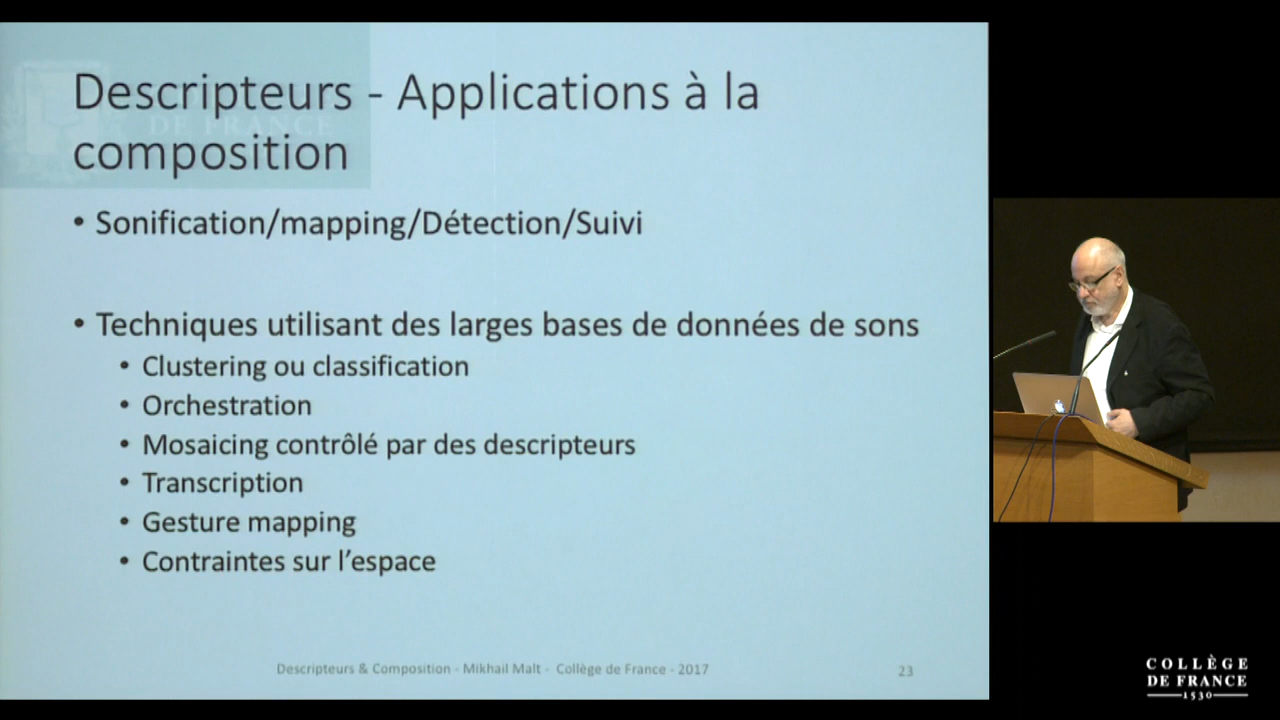 Descripteurs - Applications à la
composition
DE FRANCE
• Sonification/mapping/Détection/Suivi
• Techniques utilisant des larges bases de données de sons
• Clustering ou classification
• Orchestration
• Mosaicing contrôlé par des descripteurs
• Transcription
• Gesture mapping
• Contraintes sur l'espace
Descripteurs & Composition - Mikhail Malt - Collège de France - 2017
23
COLLÈGE
DE FRANCE
1530